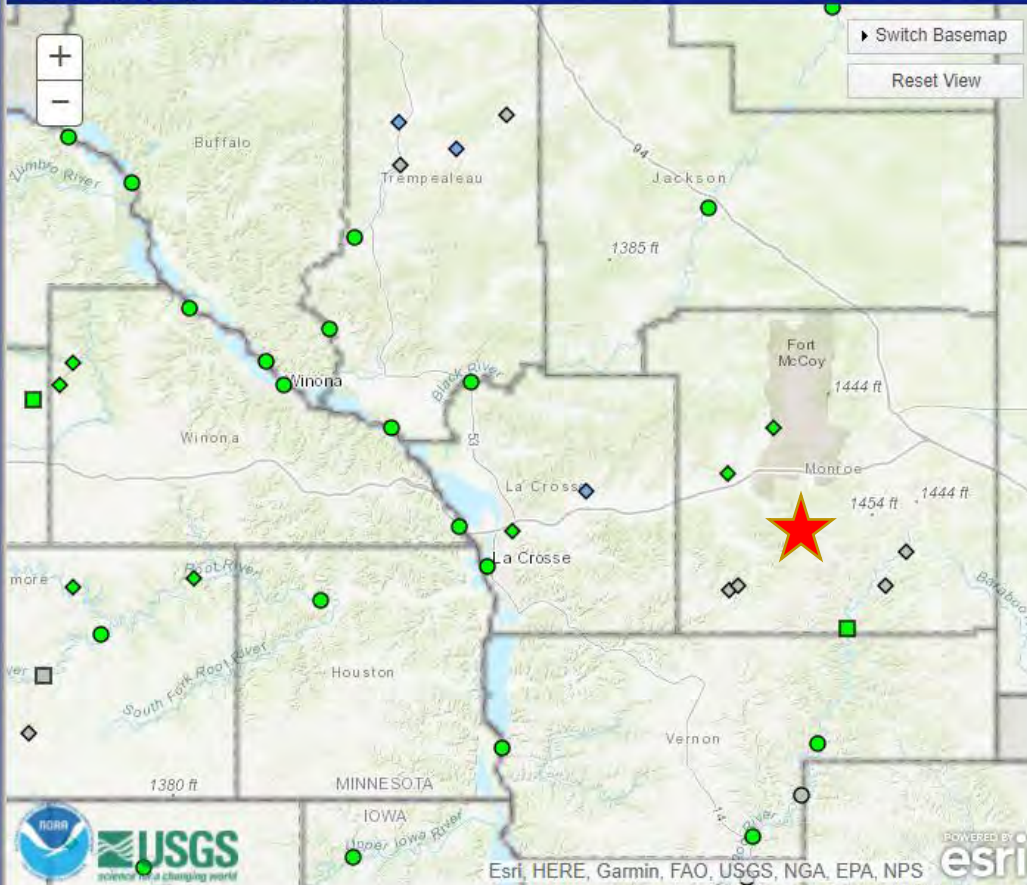 +
−
▸ Switch Basemap
Reset View
Buffalo
Zumbro River
Trempealeau
94
Jackson
1385 ft
Fort
McCoy
1444 ft
Winona
Black River
53
Winona
La Crosse
Monroe
1454 ft
1444 ft
La Crosse
more
Root River
Baraboo
South Fork Root River
Houston
Vernon
1380 ft
MINNESOTA
IOWA
14
Upper Iowa River
River
NOAA
USGS
science for a changing world
Esri, HERE, Garmin, FAO, USGS, NGA, EPA, NPS
POWERED BY
esri